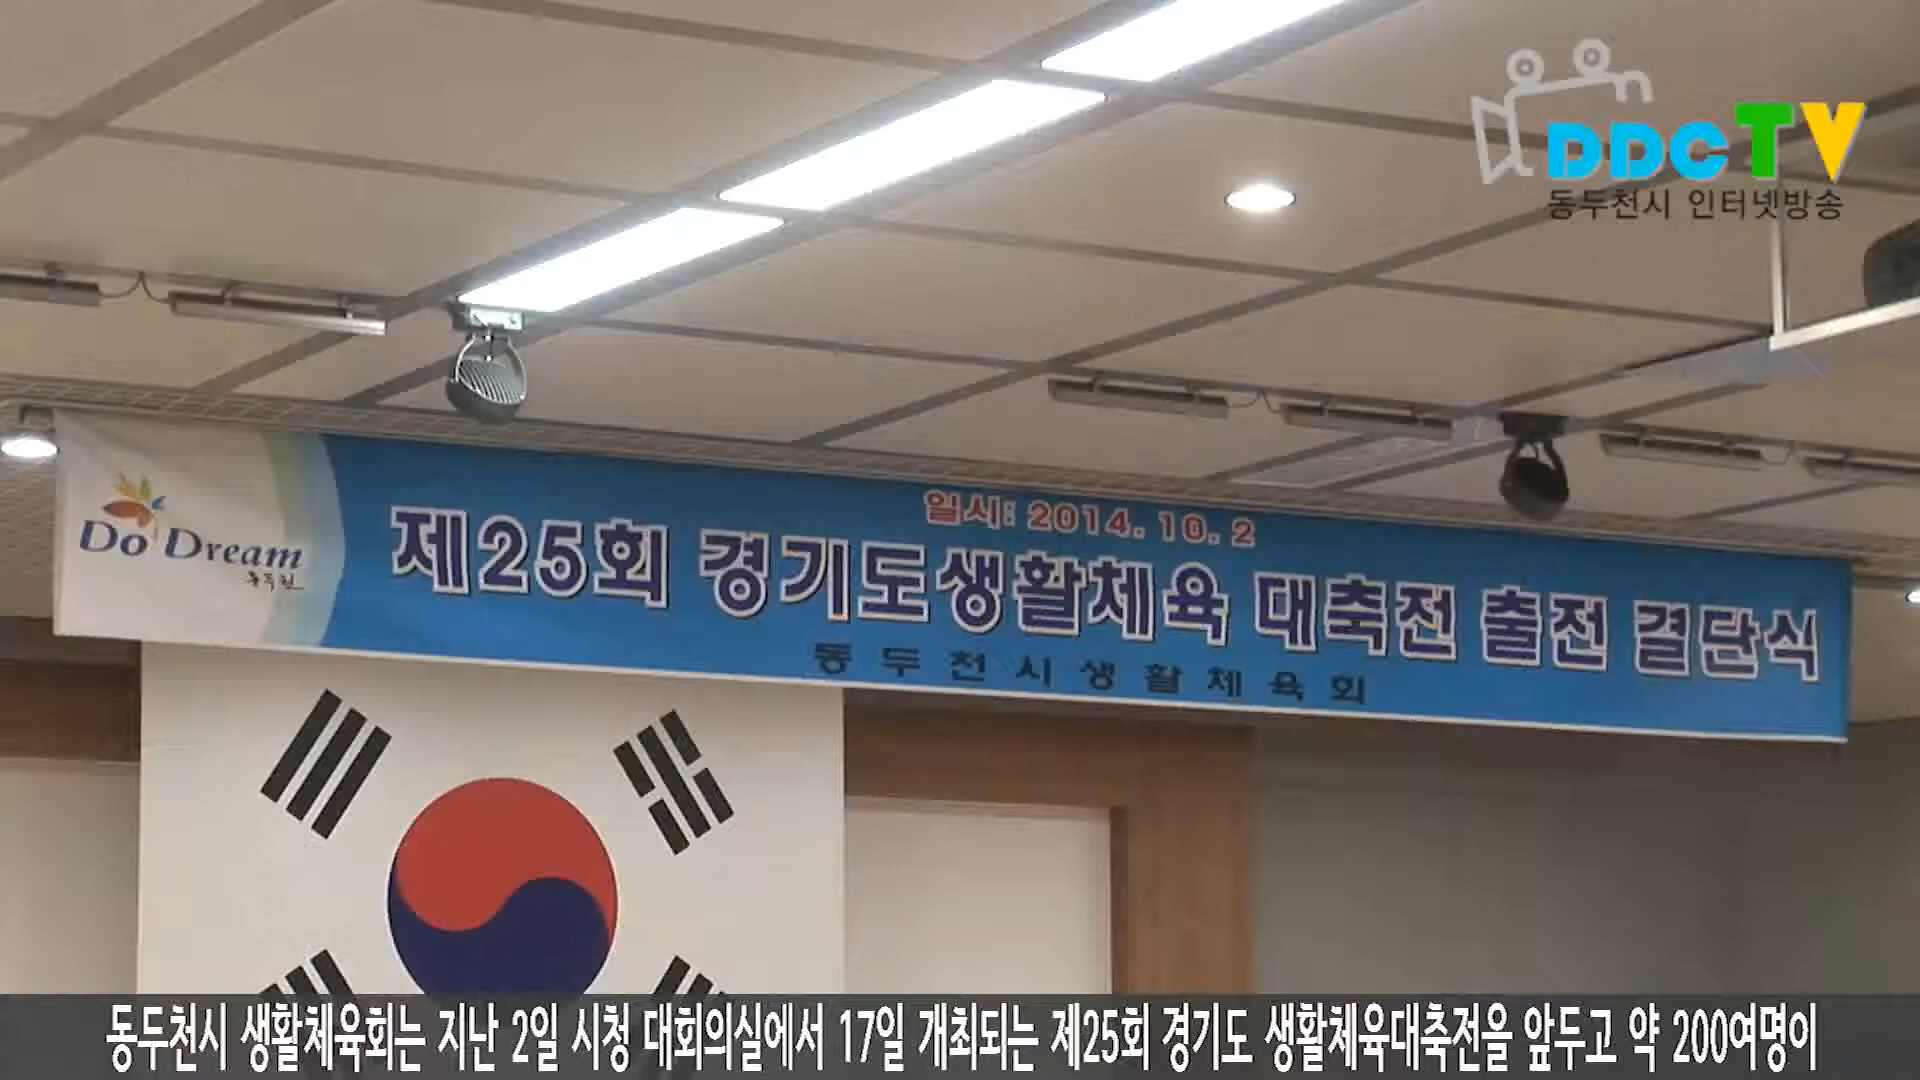 DDCTV
동두천시 인터넷방송
Do Dream
동두천
일시: 2014. 10. 2
제25회 경기도생활체육 대축전 출전 결단식
동두천시생활체육회
동두천시 생활체육회는 지난 2일 시청 대회의실에서 17일 개최되는 제25회 경기도 생활체육대축전을 앞두고 약 200여명이